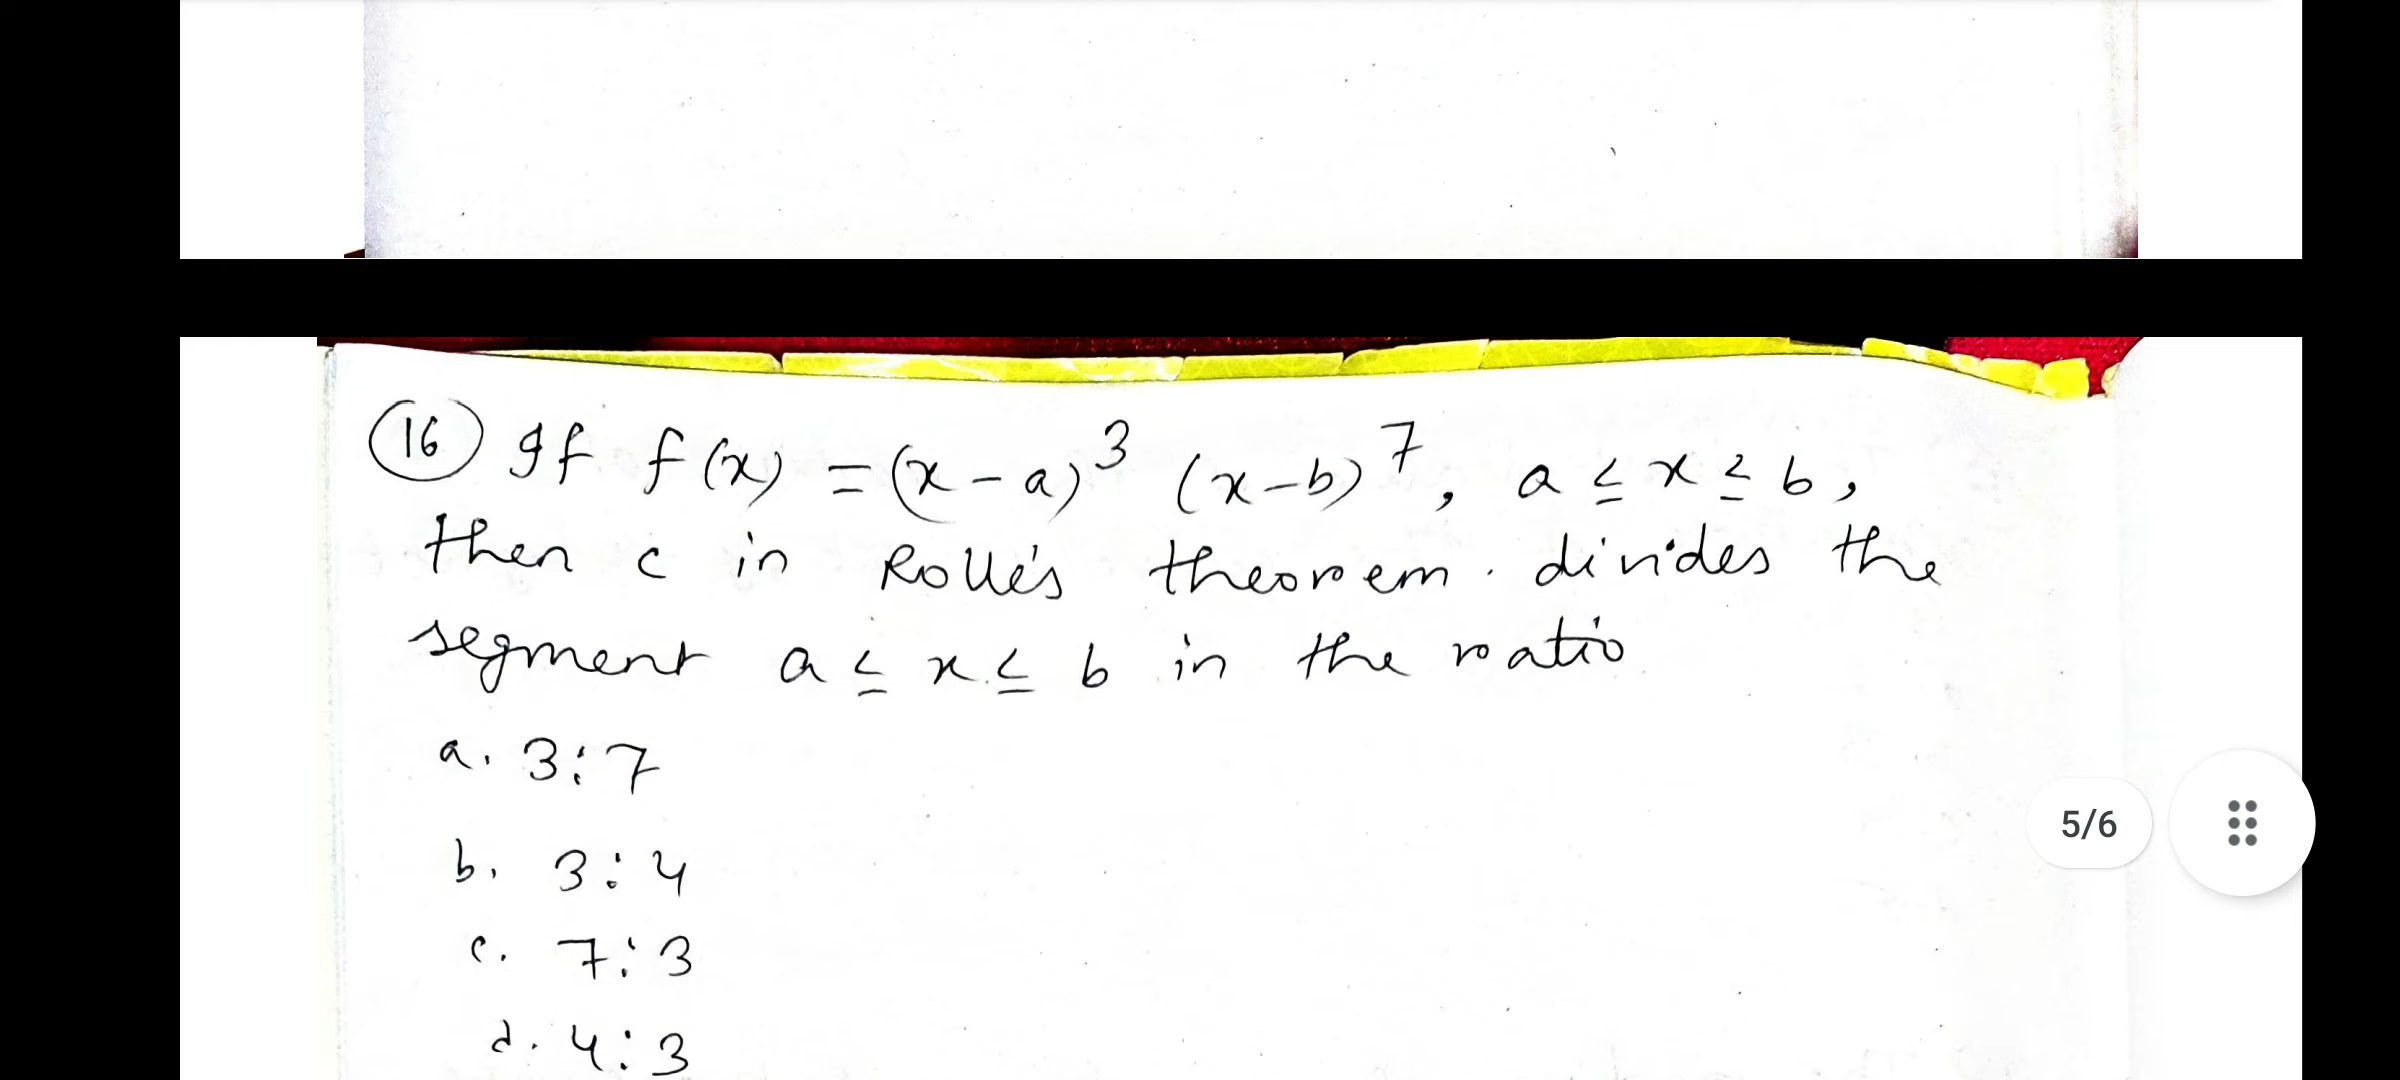 16 If f(x) = (x-a)³ (x-b)⁷, a ≤ x ≤ b,
then c in Rolle's theorem. divides the
segment a ≤ x ≤ b in the ratio
a. 3:7
b. 3:4
5/6
c. 7:3
d. 4:3